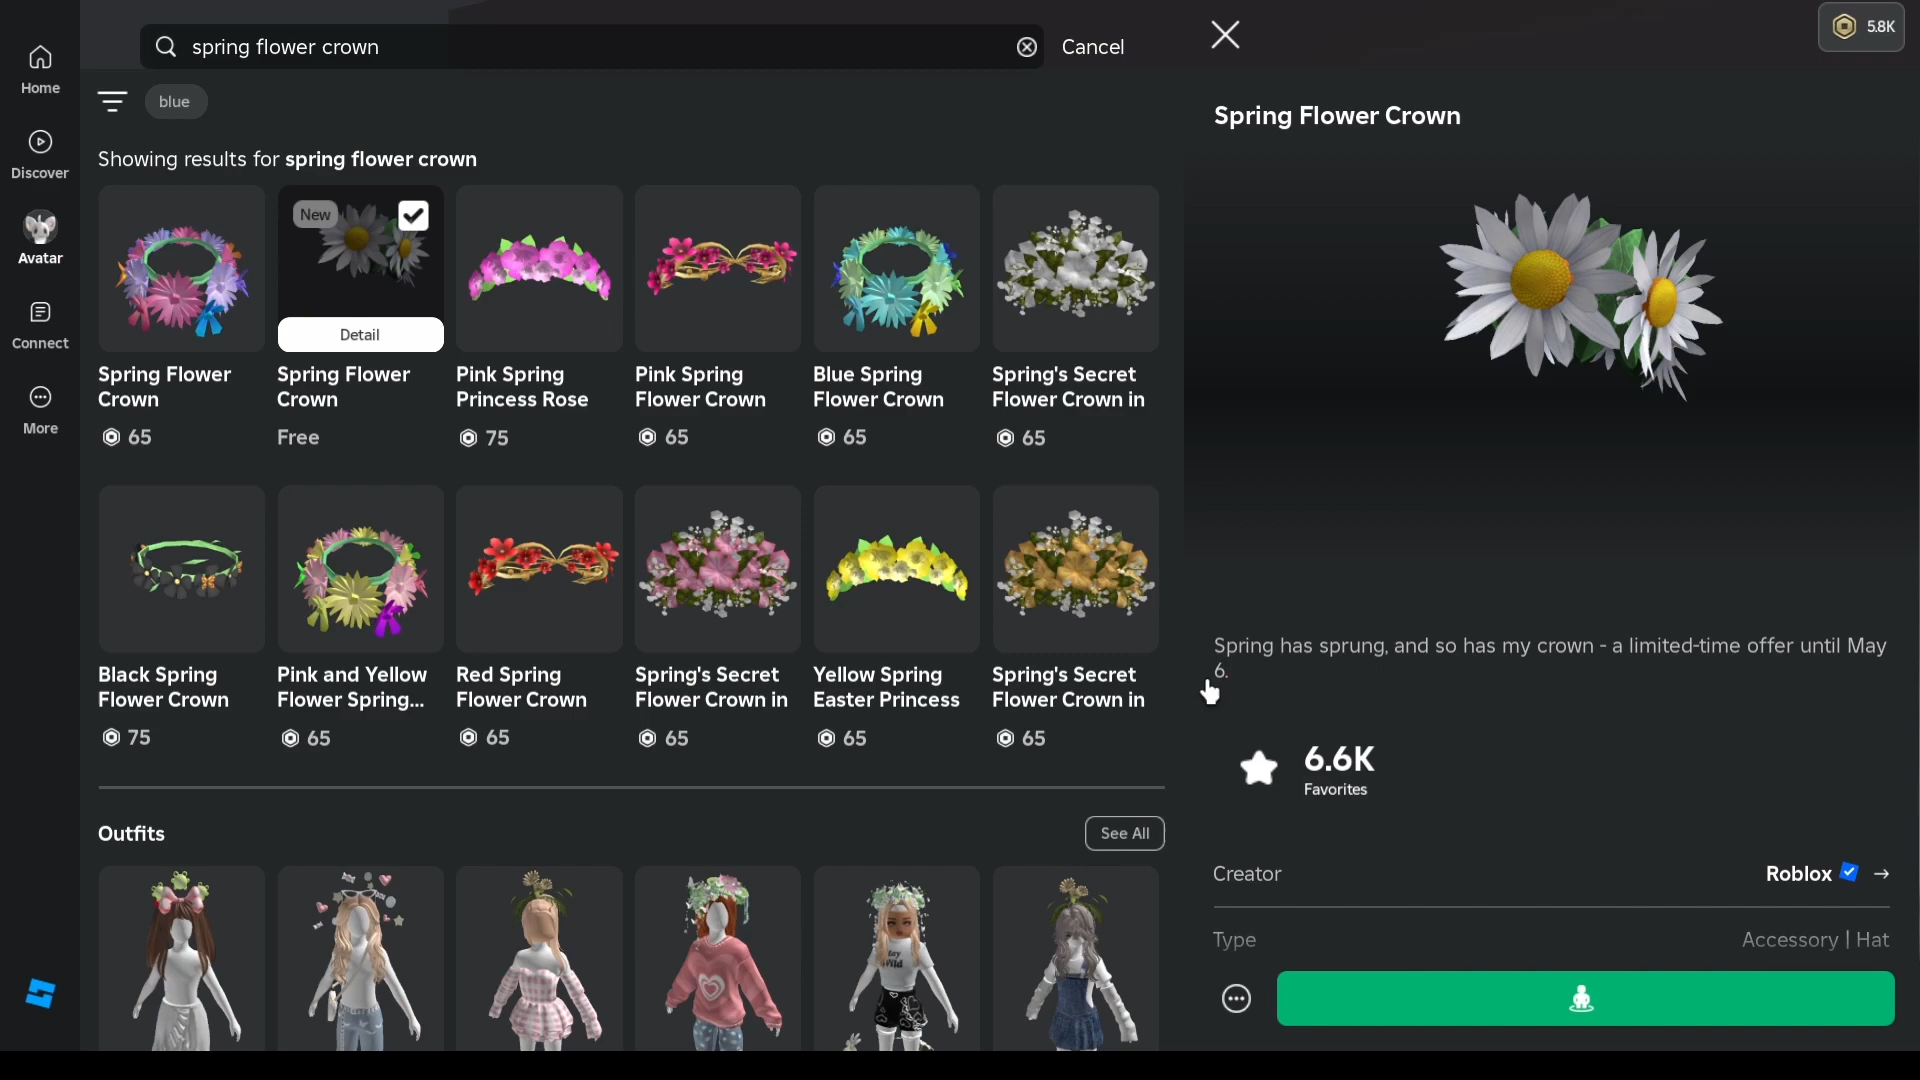 spring flower crown
Cancel
5.8K
Home
Discover
Avatar
Connect
More
blue
Showing results for spring flower crown
New
Detail
Spring Flower
Crown
65
Spring Flower
Crown
Free
Pink Spring
Princess Rose
75
Pink Spring
Flower Crown
65
Blue Spring
Flower Crown
65
Spring's Secret
Flower Crown in
65
Black Spring
Flower Crown
75
Pink and Yellow
Flower Spring...
65
Red Spring
Flower Crown
65
Spring's Secret
Flower Crown in
65
Yellow Spring
Easter Princess
65
Spring's Secret
Flower Crown in
65
Outfits
See All
Spring Flower Crown
Spring has sprung, and so has my crown - a limited-time offer until May
6.
6.6K
Favorites
Creator
Roblox
Type
Accessory | Hat